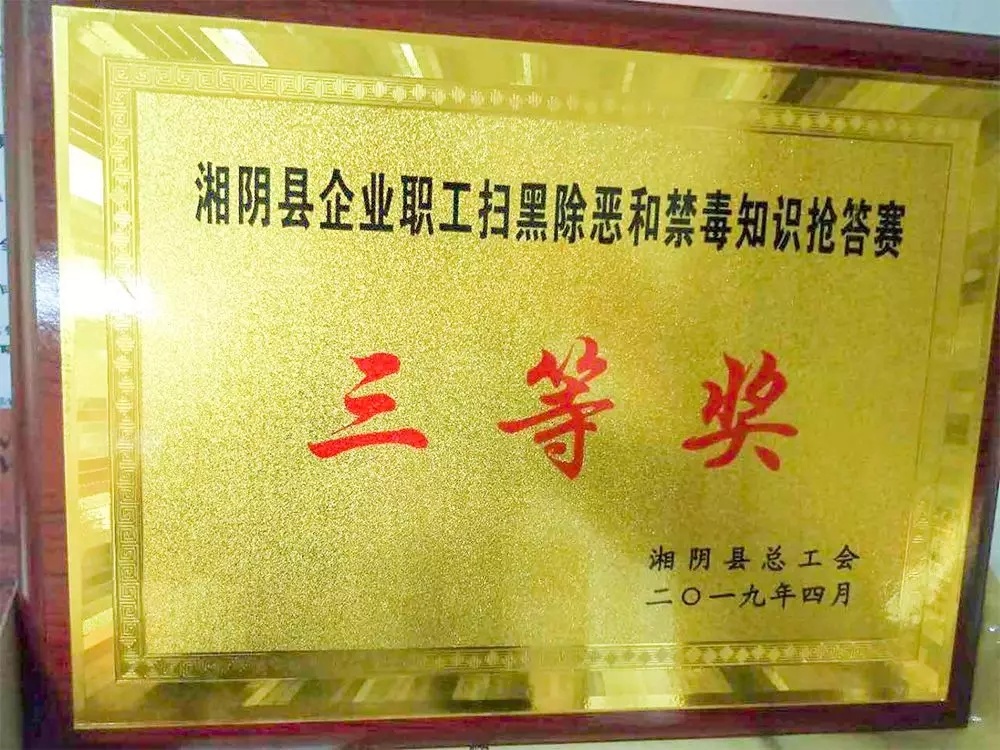 湘阴县企业职工扫黑除恶和禁毒知识抢答赛
三等奖
湘阴县总工会
二〇一九年四月